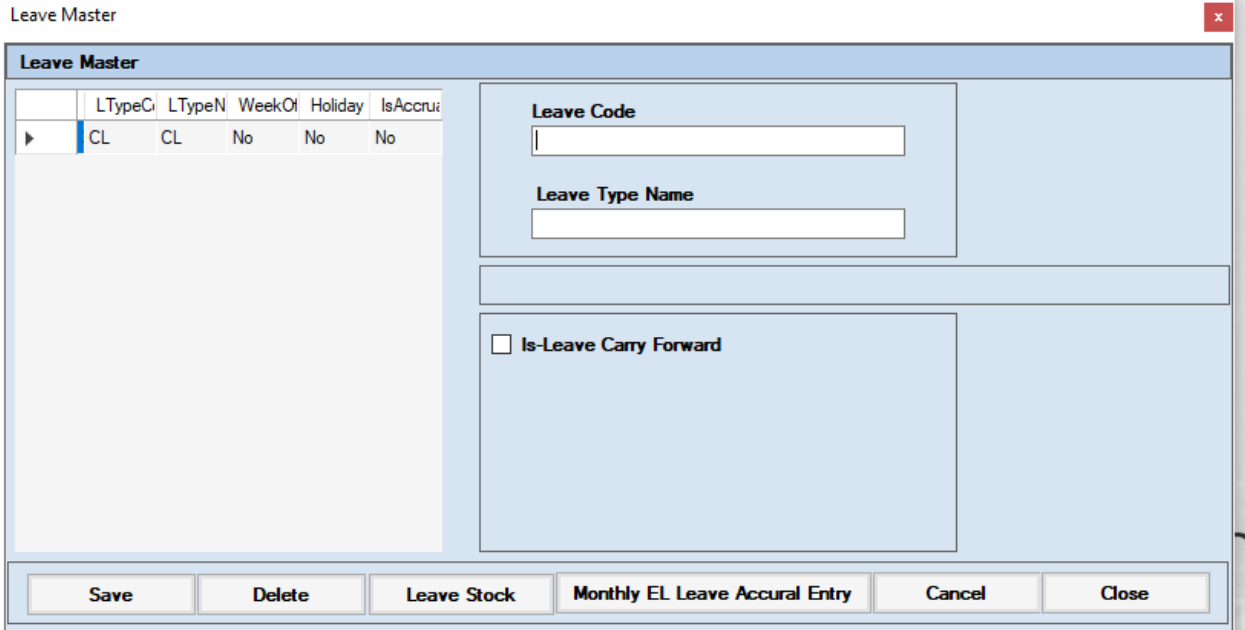 Leave Master
x
Leave Master
LTypeC LTypeN WeekOf Holiday IsAccrua
CL CL No No No
Leave Code
Leave Type Name
Is-Leave Carry Forward
Save Delete Leave Stock Monthly EL Leave Accural Entry Cancel Close